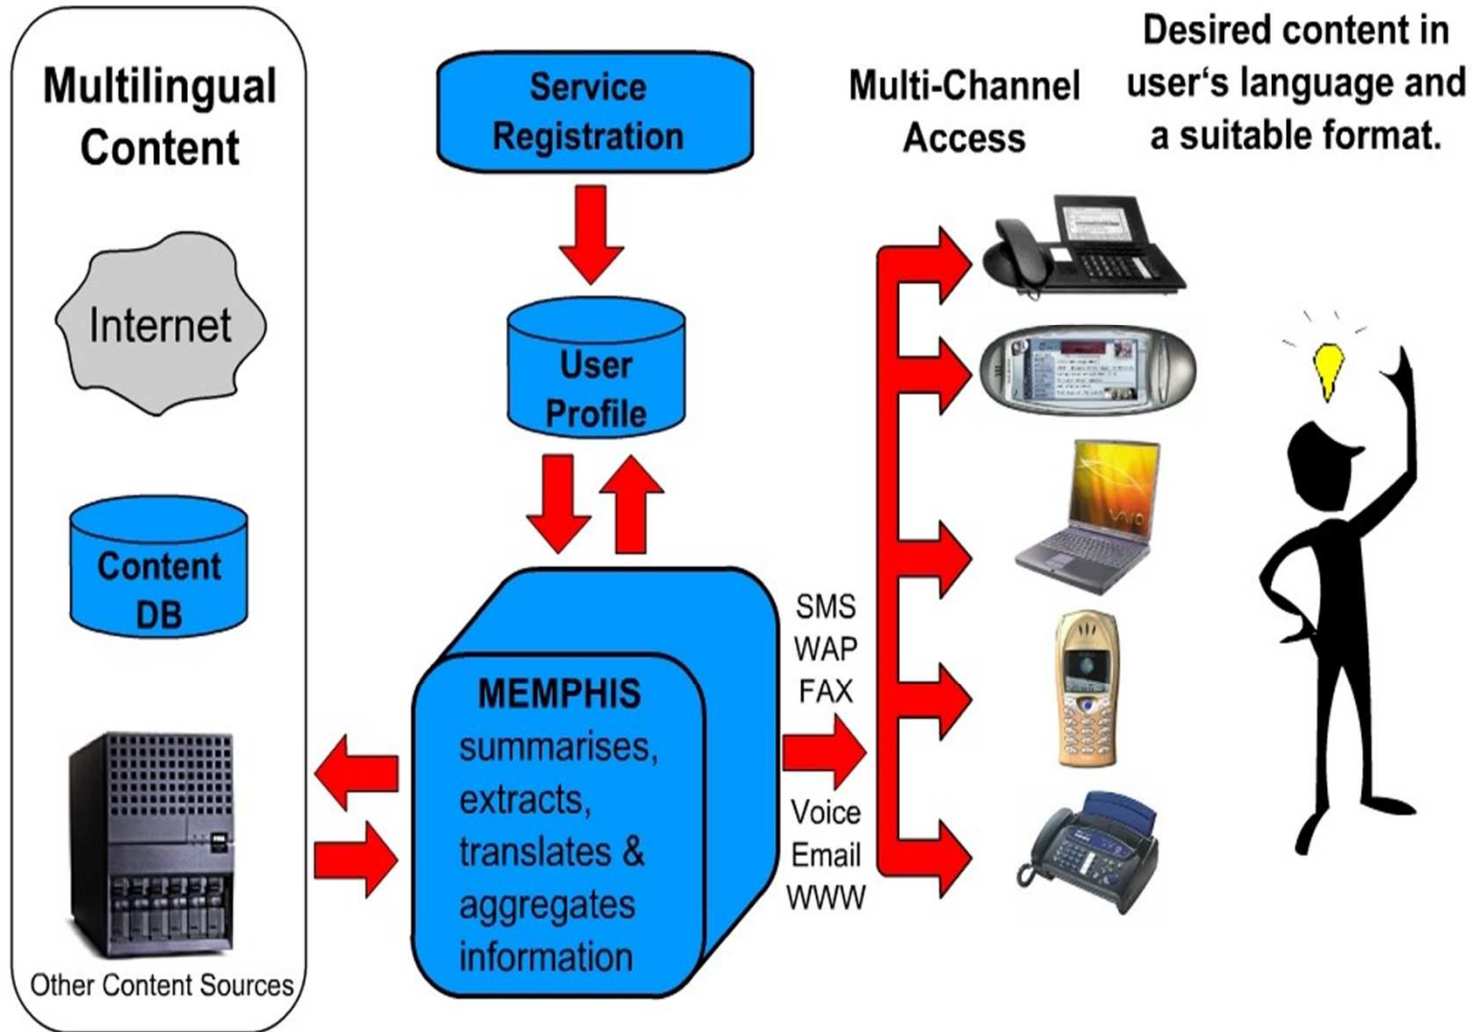 Multilingual
Content
Internet
Content
DB
Other Content Sources
Service
Registration
User
Profile
MEMPHIS
summarises,
extracts,
translates &
aggregates
information
SMS
WAP
FAX
Voice
Email
WWW
Multi-Channel
Access
VAIO
Desired content in
user‘s language and
a suitable format.